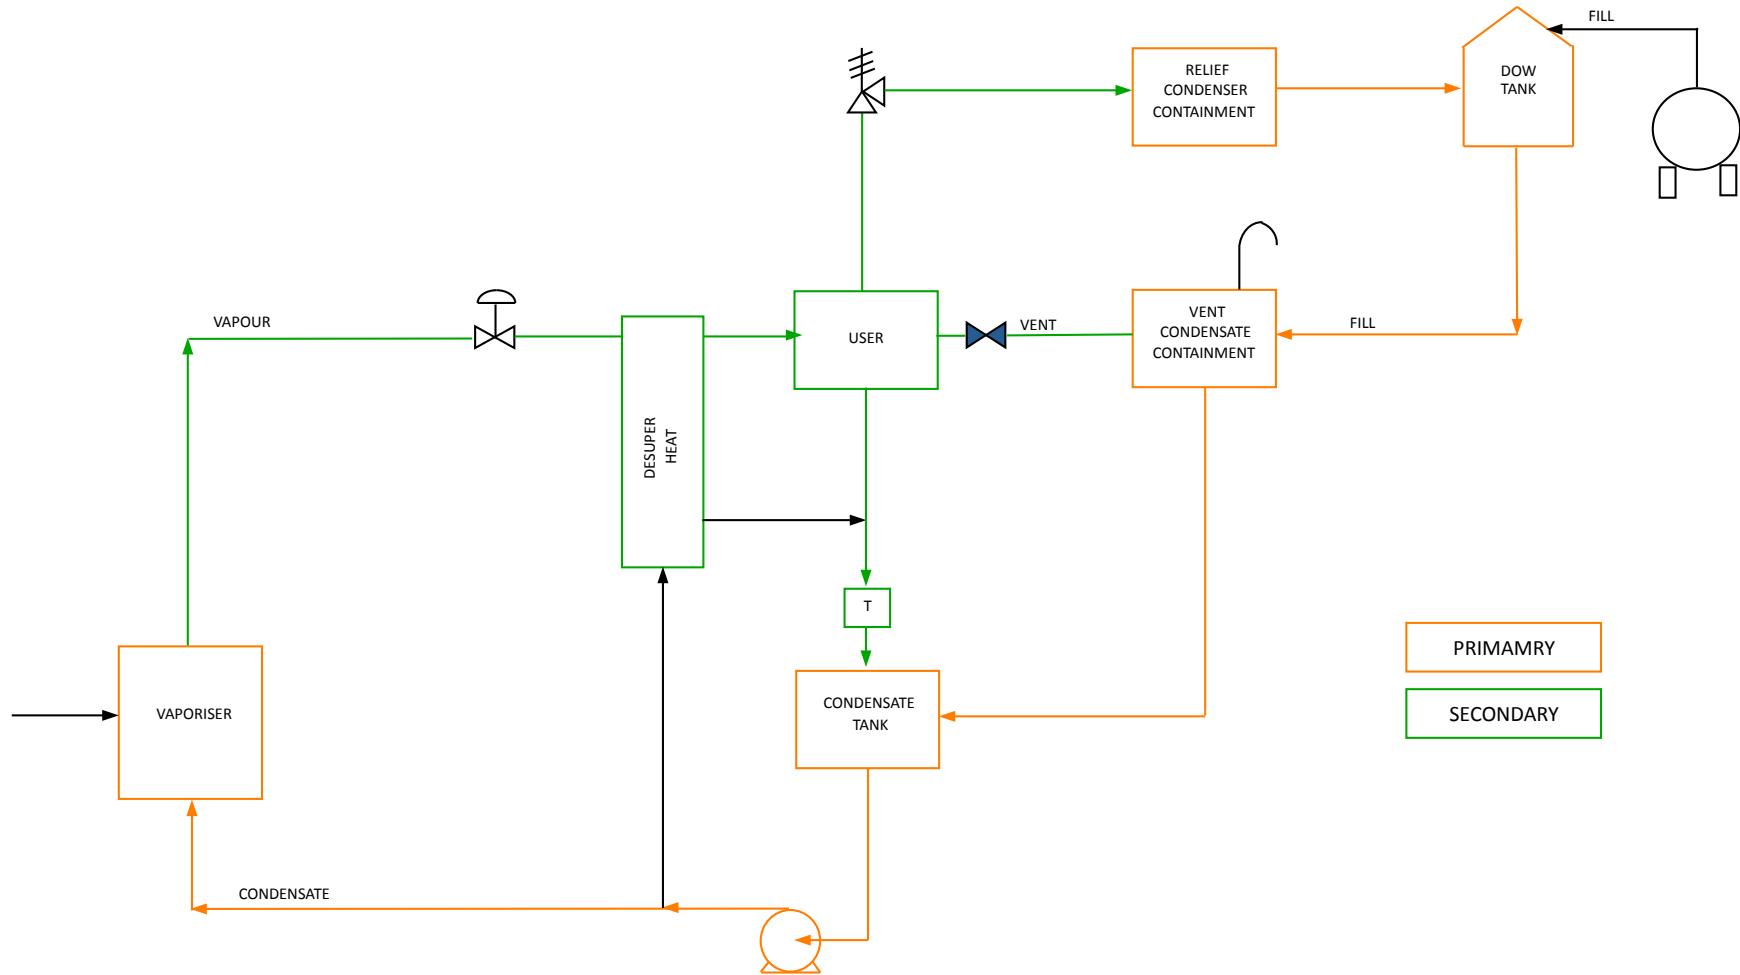 FILL
RELIEF
CONDENSER
CONTAINMENT
DOW
TANK
VAPOUR
USER
VENT
VENT
CONDENSATE
CONTAINMENT
FILL
DESUPER
HEAT
T
CONDENSATE
TANK
VAPORISER
PRIMAMRY
SECONDARY
CONDENSATE